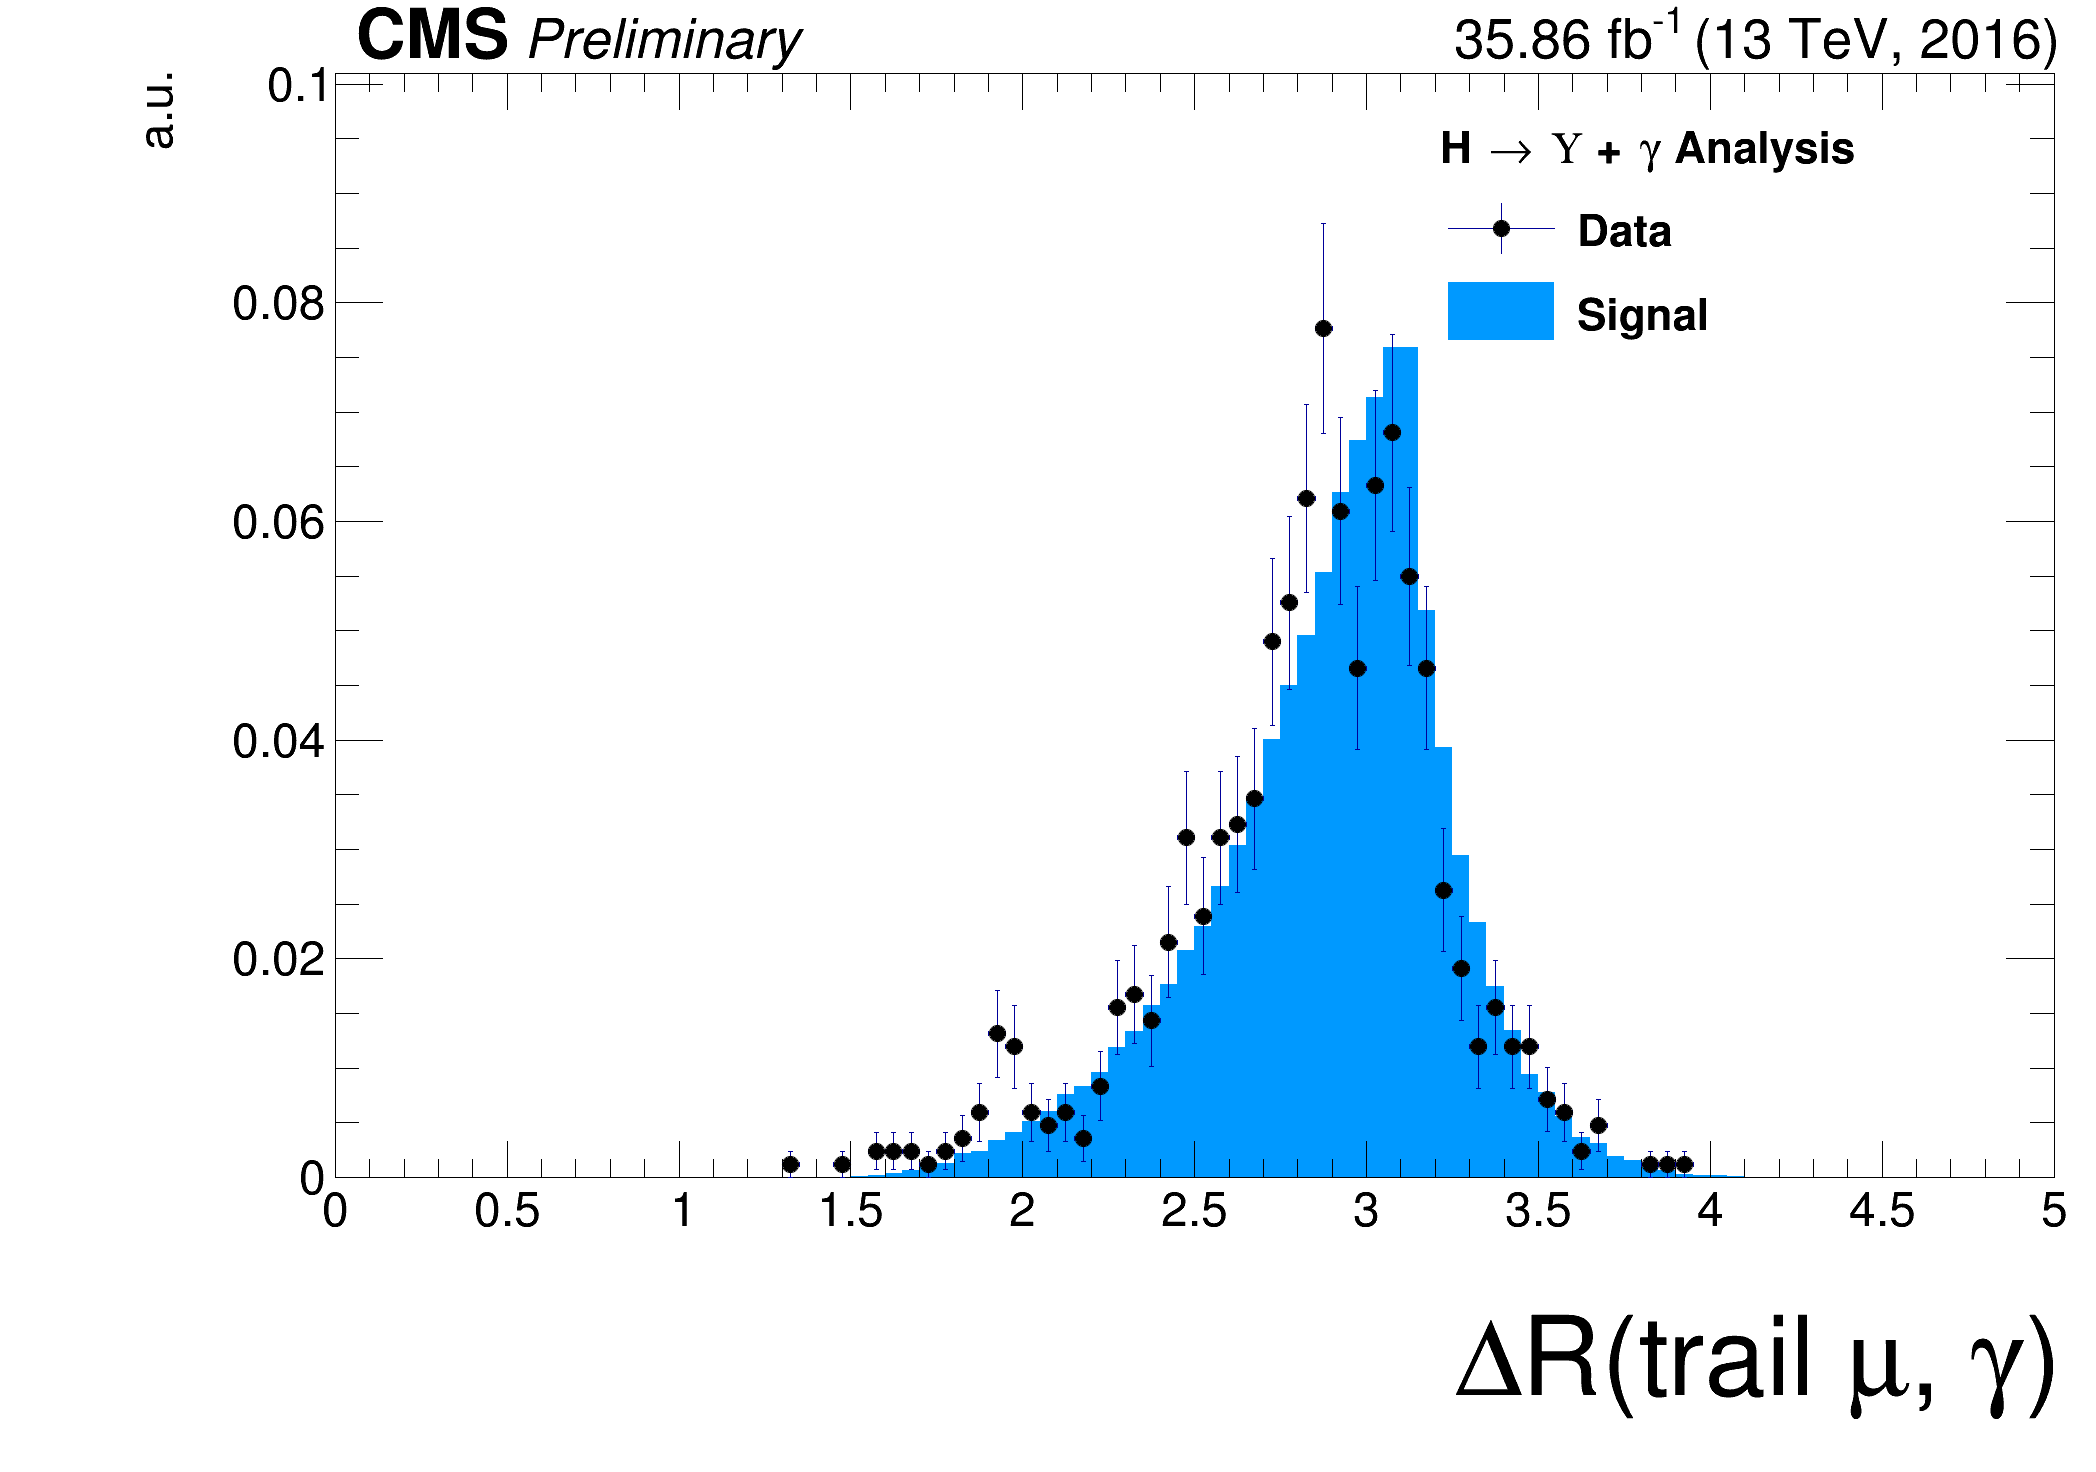 CMS Preliminary 35.86 fb⁻¹ (13 TeV, 2016)
a.u.
0.1
0.08
0.06
0.04
0.02
0
H → Υ + γ Analysis
Data
Signal
0 0.5 1 1.5 2 2.5 3 3.5 4 4.5 5
ΔR(trail μ, γ)